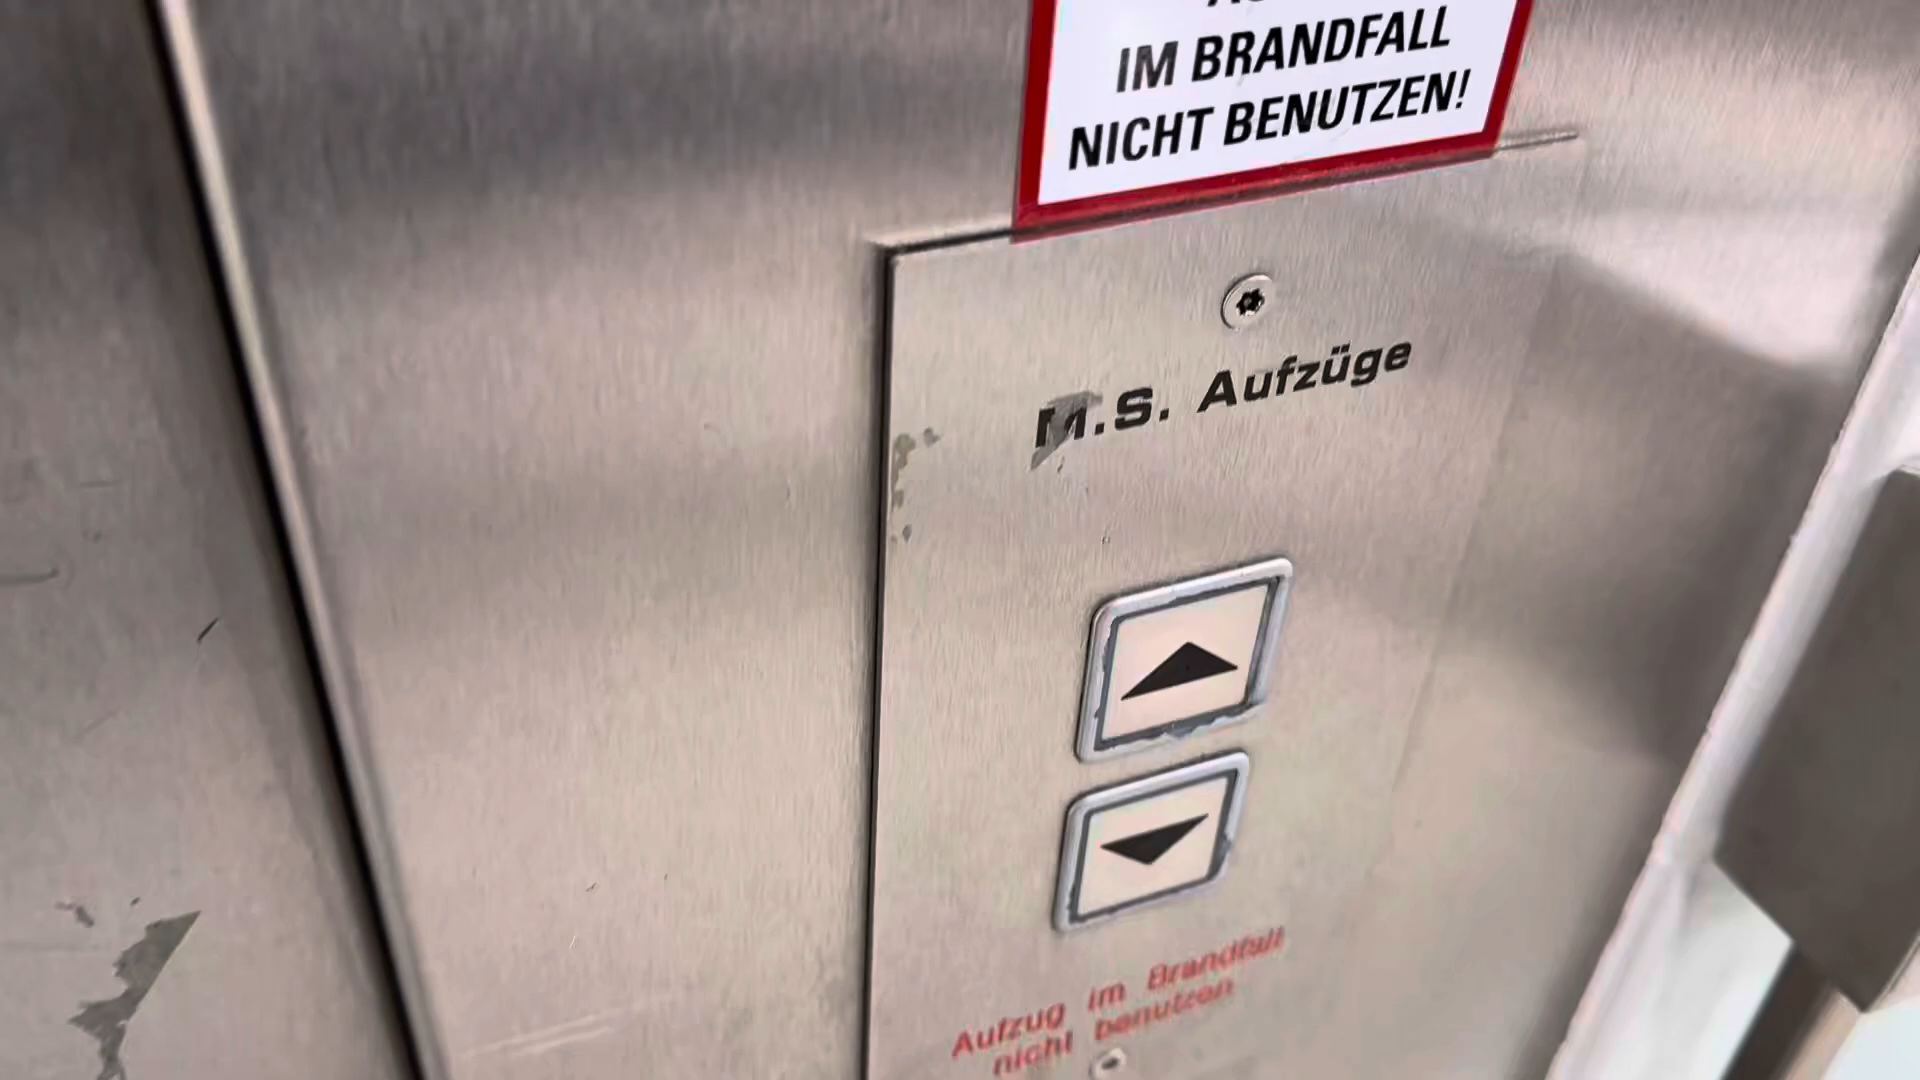 IM BRANDFALL
NICHT BENUTZEN!
M.S. Aufzüge
Aufzug im Brandfall
nicht benutzen